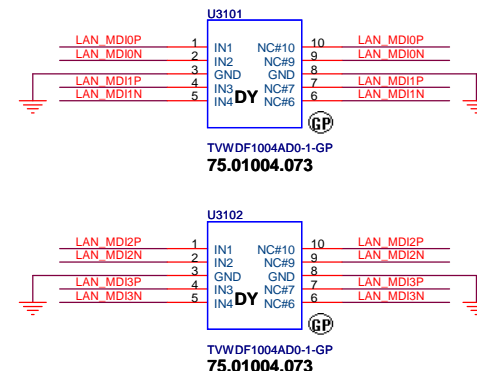 U3101
LAN_MDI0P 1 IN1 NC#10 10 LAN_MDI0P
LAN_MDI0N 2 IN2 NC#9 9 LAN_MDI0N
3 GND GND 8
LAN_MDI1P 4 IN3 NC#7 7 LAN_MDI1P
LAN_MDI1N 5 IN4 DY NC#6 6 LAN_MDI1N
GP
TVWDF1004AD0-1-GP
75.01004.073
U3102
LAN_MDI2P 1 IN1 NC#10 10 LAN_MDI2P
LAN_MDI2N 2 IN2 NC#9 9 LAN_MDI2N
3 GND GND 8
LAN_MDI3P 4 IN3 NC#7 7 LAN_MDI3P
LAN_MDI3N 5 IN4 DY NC#6 6 LAN_MDI3N
GP
TVWDF1004AD0-1-GP
75.01004.073